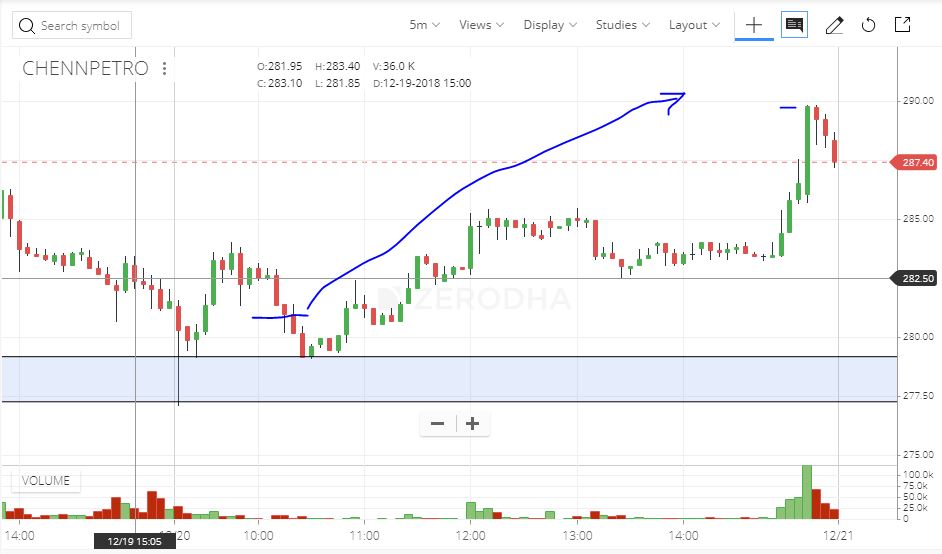 Search symbol 5m Views Display Studies Layout
CHENNPETRO
O:281.95 H:283.40 V:36.0 K
C:283.10 L: 281.85 D:12-19-2018 15:00
290.00
287.40
285.00
282.50
ZERODHA
280.00
277.50
275.00
VOLUME
100.0k
75.0k
50.0k
25.0k
0.0
14:00 20 10:00 11:00 12:00 13:00 14:00 12/21
12/19 15:05